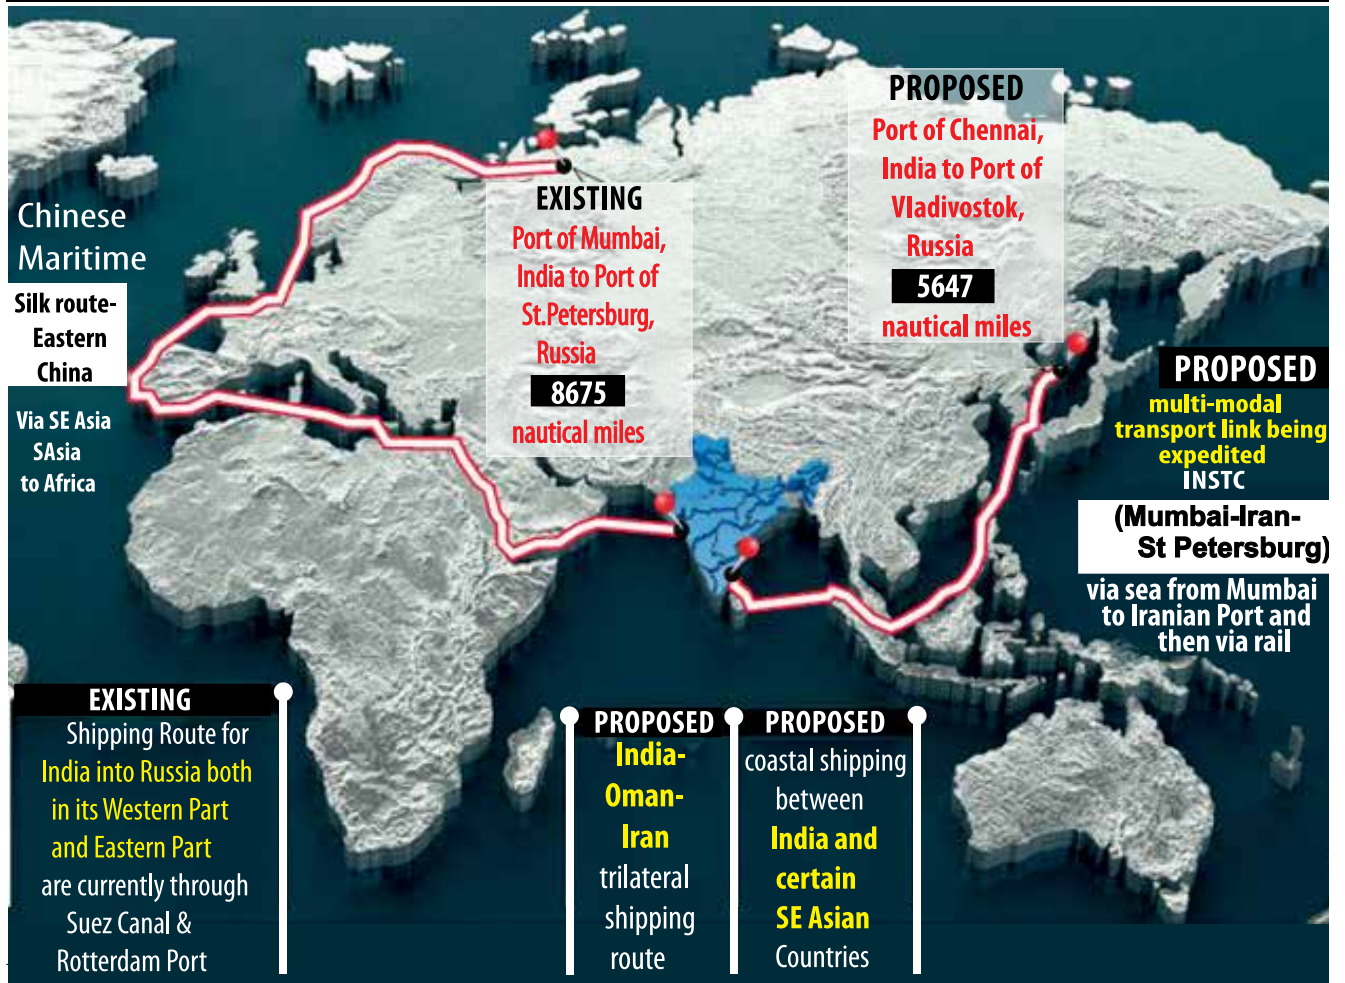 Chinese
Maritime
Silk route-
Eastern
China
Via SE Asia
SAsia
to Africa
EXISTING
Port of Mumbai,
India to Port of
St.Petersburg,
Russia
8675
nautical miles
PROPOSED
Port of Chennai,
India to Port of
Vladivostok,
Russia
5647
nautical miles
PROPOSED
multi-modal
transport link being
expedited
INSTC
(Mumbai-Iran-
St Petersburg)
via sea from Mumbai
to Iranian Port and
then via rail
EXISTING
Shipping Route for
India into Russia both
in its Western Part
and Eastern Part
are currently through
Suez Canal &
Rotterdam Port
PROPOSED
India-
Oman-
Iran
trilateral
shipping
route
PROPOSED
coastal shipping
between
India and
certain
SE Asian
Countries